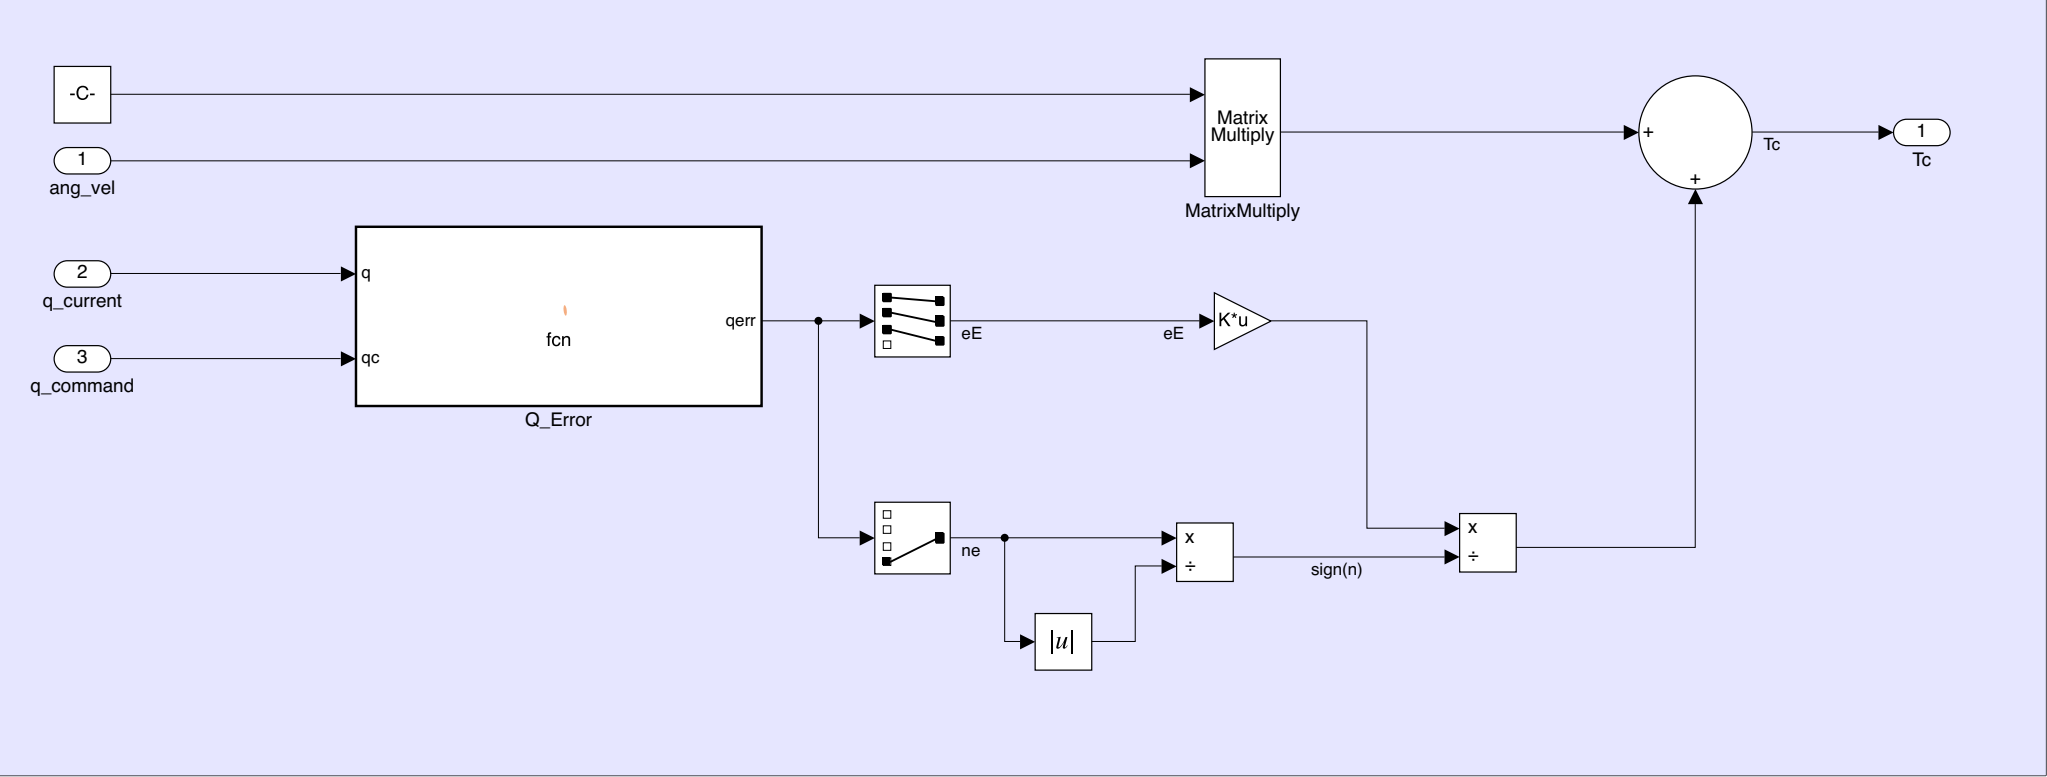 -C-
1
ang_vel
Matrix
Multiply
MatrixMultiply
+
+
Tc
1
Tc
2
q_current
3
q_command
q
qc
fcn
qerr
Q_Error
eE
eE
K*u
ne
x
÷
sign(n)
x
÷
|u|